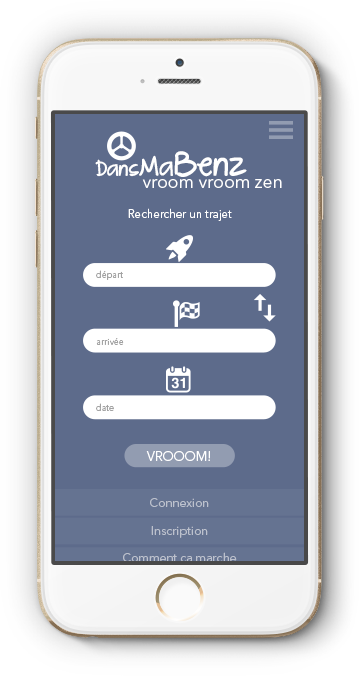 DansMaBenz
vroom vroom zen
Rechercher un trajet
départ
arrivée
31
date
VROOOM!
Connexion
Inscription
Comment ça marche